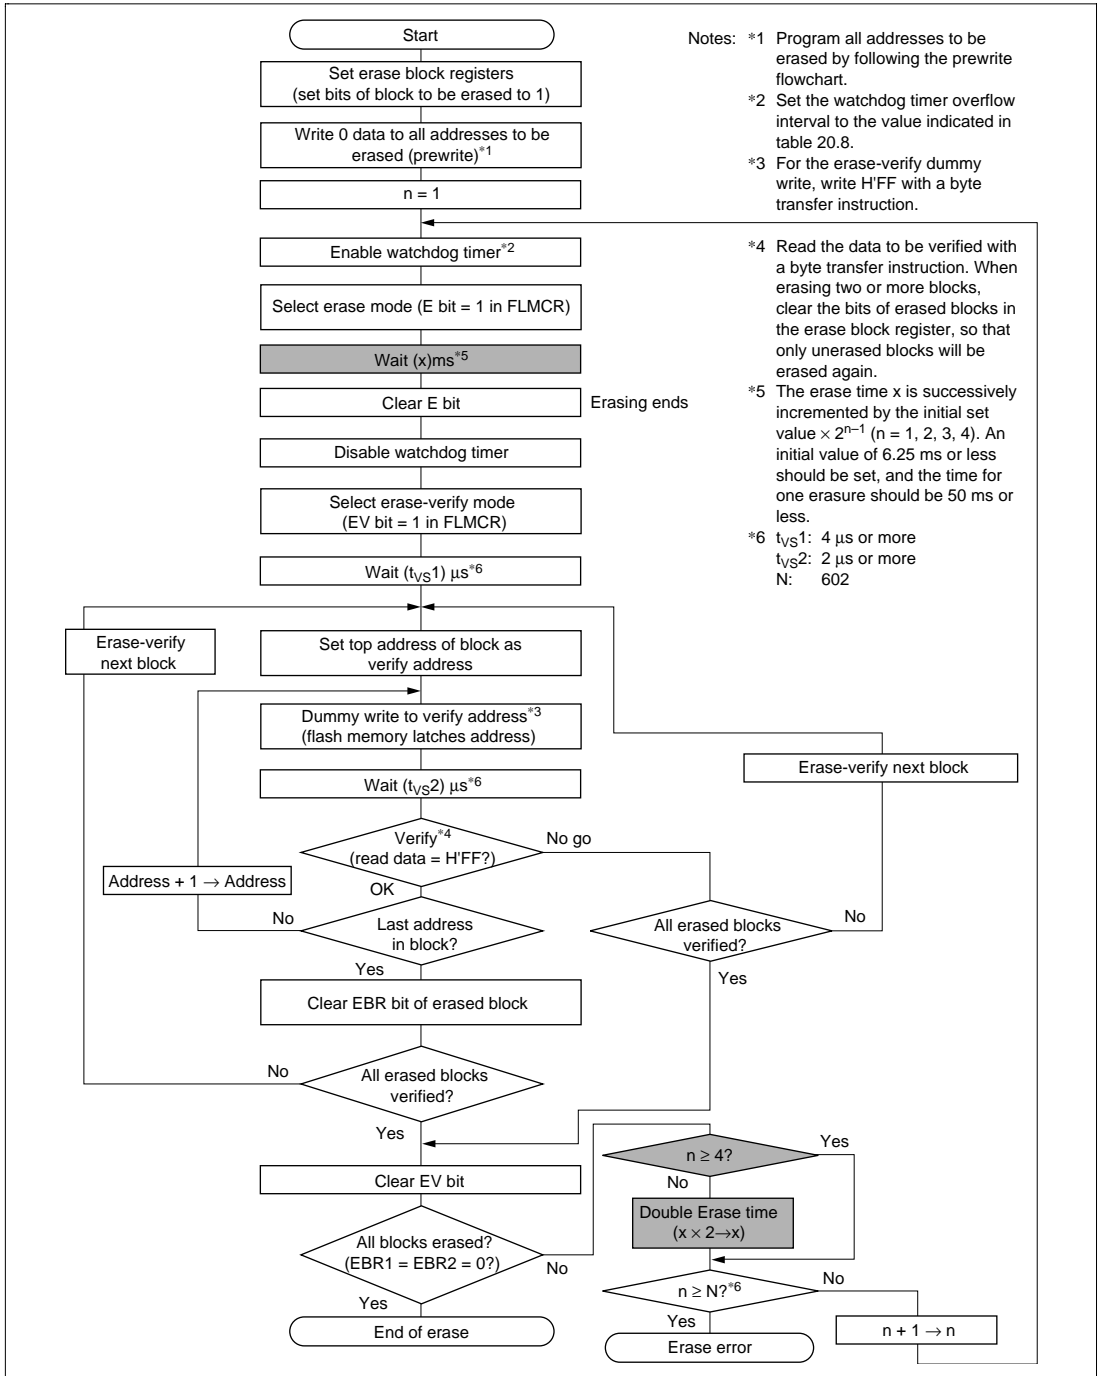 Start
Set erase block registers
(set bits of block to be erased to 1)
Write 0 data to all addresses to be
erased (prewrite)*1
n = 1
Enable watchdog timer*2
Select erase mode (E bit = 1 in FLMCR)
Wait (x)ms*5
Clear E bit
Erasing ends
Disable watchdog timer
Select erase-verify mode
(EV bit = 1 in FLMCR)
Wait (tVS1) μs*6
Erase-verify
next block
Set top address of block as
verify address
Dummy write to verify address*3
(flash memory latches address)
Wait (tVS2) μs*6
Erase-verify next block
Verify*4
(read data = H'FF?)
No go
OK
Address + 1 → Address
No
Last address
in block?
Yes
All erased blocks
verified?
No
Yes
Clear EBR bit of erased block
No
All erased blocks
verified?
Yes
Clear EV bit
n ≥ 4?
Yes
No
Double Erase time
(x × 2→x)
All blocks erased?
(EBR1 = EBR2 = 0?)
No
Yes
End of erase
n ≥ N?*6
No
Yes
Erase error
n + 1 → n
Notes: *1 Program all addresses to be
erased by following the prewrite
flowchart.
*2 Set the watchdog timer overflow
interval to the value indicated in
table 20.8.
*3 For the erase-verify dummy
write, write H'FF with a byte
transfer instruction.
*4 Read the data to be verified with
a byte transfer instruction. When
erasing two or more blocks,
clear the bits of erased blocks in
the erase block register, so that
only unerased blocks will be
erased again.
*5 The erase time x is successively
incremented by the initial set
value × 2n–1 (n = 1, 2, 3, 4). An
initial value of 6.25 ms or less
should be set, and the time for
one erasure should be 50 ms or
less.
*6 tVS1: 4 μs or more
tVS2: 2 μs or more
N: 602